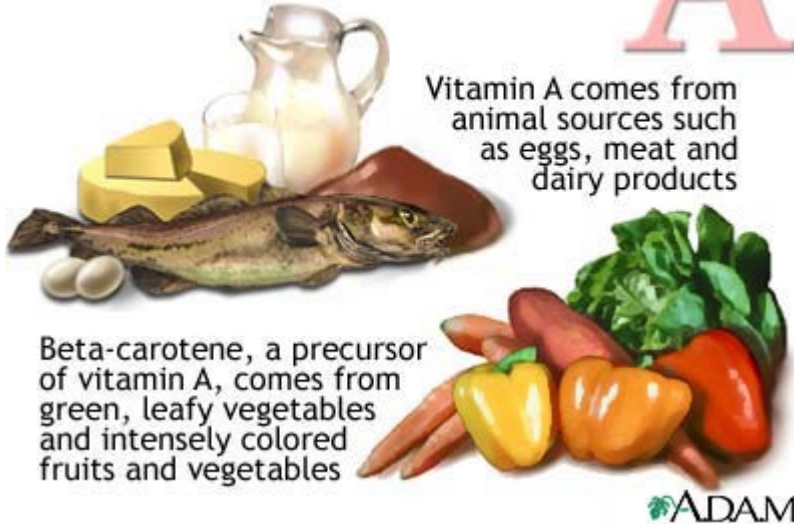 A
Vitamin A comes from
animal sources such
as eggs, meat and
dairy products
Beta-carotene, a precursor
of vitamin A, comes from
green, leafy vegetables
and intensely colored
fruits and vegetables
A.D.A.M